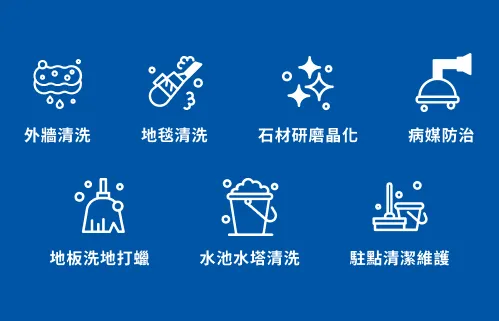 外牆清洗
地毯清洗
石材研磨晶化
病媒防治
地板洗地打蠟
水池水塔清洗
駐點清潔維護